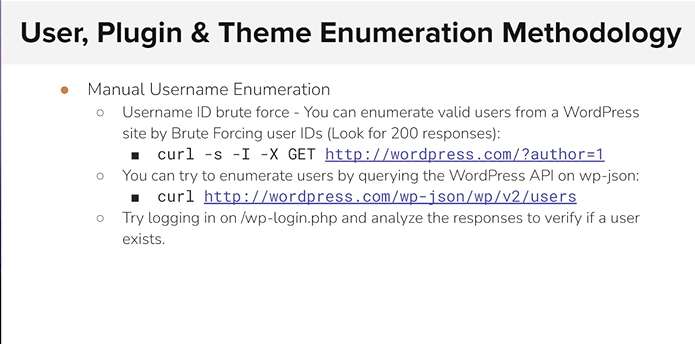 User, Plugin & Theme Enumeration Methodology
● Manual Username Enumeration
○ Username ID brute force - You can enumerate valid users from a WordPress
site by Brute Forcing user IDs (Look for 200 responses):
■ curl -s -I -X GET http://wordpress.com/?author=1
○ You can try to enumerate users by querying the WordPress API on wp-json:
■ curl http://wordpress.com/wp-json/wp/v2/users
○ Try logging in on /wp-login.php and analyze the responses to verify if a user
exists.